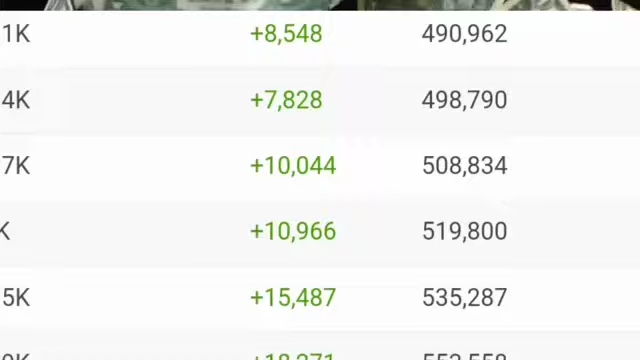 1K +8,548 490,962
4K +7,828 498,790
7K +10,044 508,834
K +10,966 519,800
5K +15,487 535,287